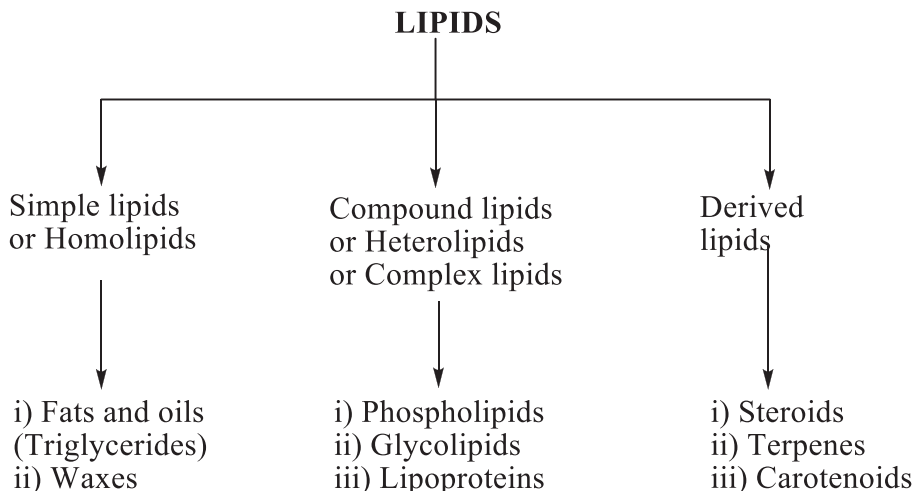 LIPIDS
Simple lipids
or Homolipids
Compound lipids
or Heterolipids
or Complex lipids
Derived
lipids
i) Fats and oils
(Triglycerides)
ii) Waxes
i) Phospholipids
ii) Glycolipids
iii) Lipoproteins
i) Steroids
ii) Terpenes
iii) Carotenoids